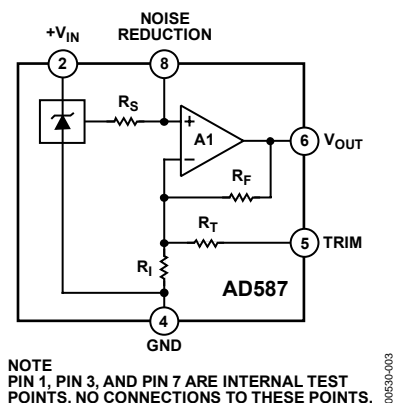 NOISE
REDUCTION
+VIN
2
8
RS
+
A1
−
6
VOUT
RF
RT
5
TRIM
RI
AD587
4
GND
NOTE
PIN 1, PIN 3, AND PIN 7 ARE INTERNAL TEST
POINTS. NO CONNECTIONS TO THESE POINTS.
00530-003